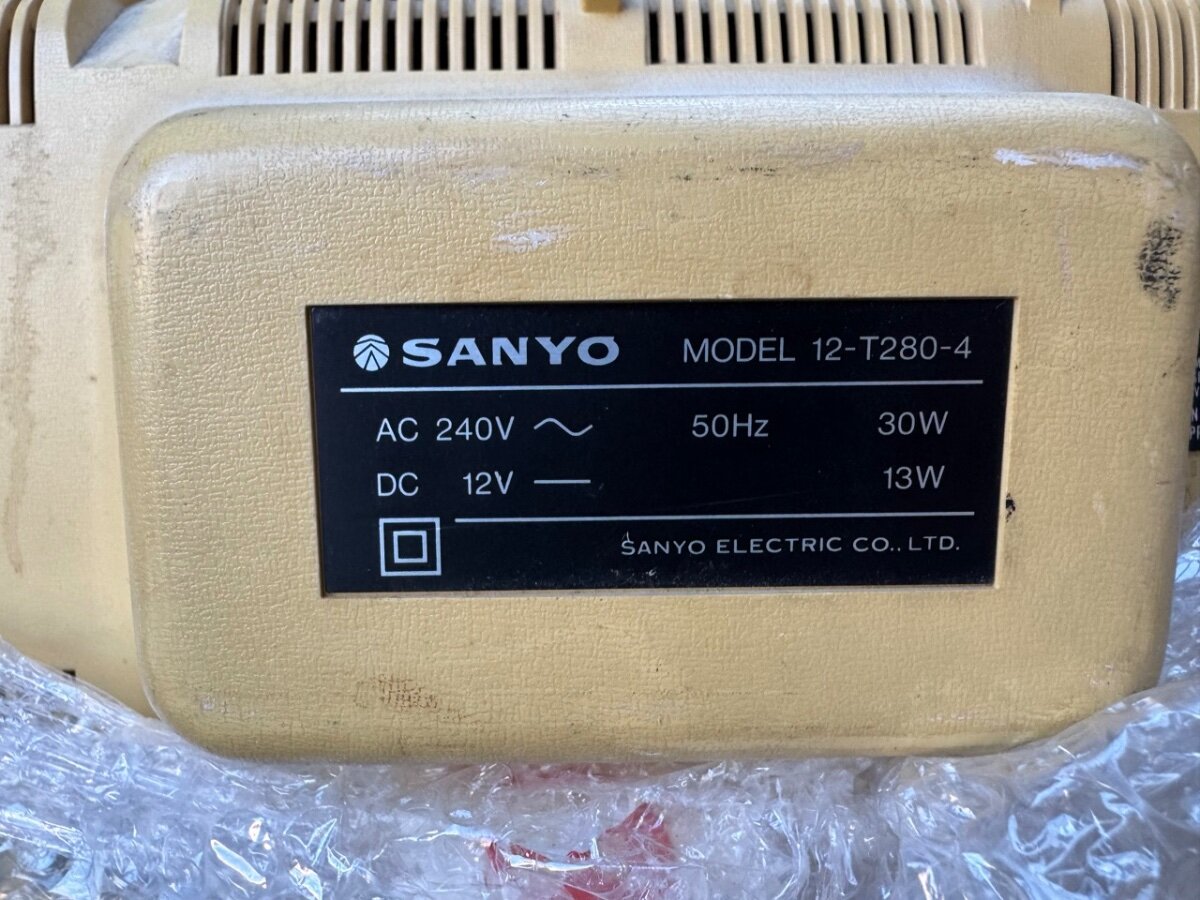 SANYO MODEL 12-T280-4
AC 240V 50Hz 30W
DC 12V 13W
SANYO ELECTRIC CO., LTD.